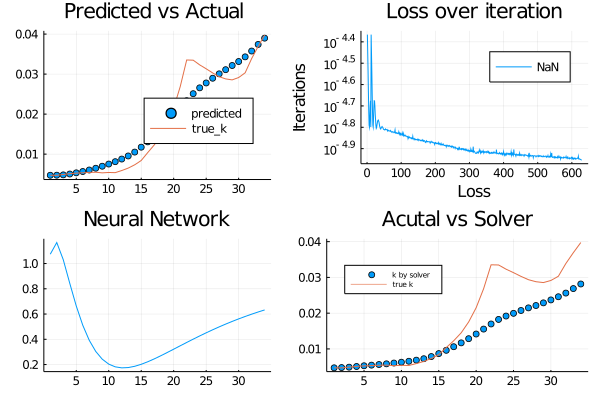 Predicted vs Actual
0.04
0.03
0.02
0.01
predicted
true_k
5 10 15 20 25 30
Loss over iteration
Iterations
10^-4.4
10^-4.5
10^-4.6
10^-4.7
10^-4.8
10^-4.9
NaN
0 100 200 300 400 500 600
Loss
Neural Network
1.0
0.8
0.6
0.4
0.2
5 10 15 20 25 30
Acutal vs Solver
0.04
0.03
0.02
0.01
k by solver
true k
5 10 15 20 25 30